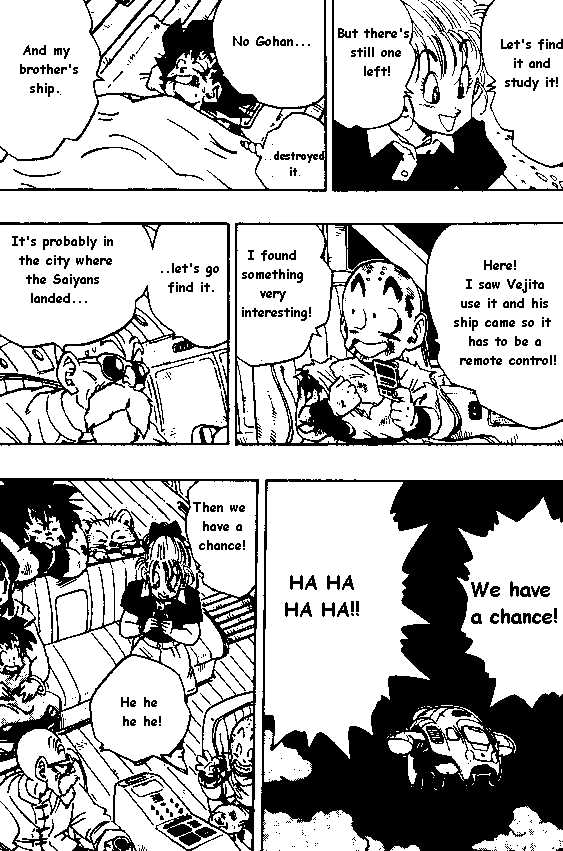 And my
brother's
ship.
No Gohan...
..destroyed
it.
But there's
still one
left!
Let's find
it and
study it!
It's probably in
the city where
the Saiyans
landed...
..let's go
find it.
I found
something
very
interesting!
Here!
I saw Vejita
use it and his
ship came so it
has to be a
remote control!
Then we
have a
chance!
He he
he he!
HA HA
HA HA!!
We have
a chance!